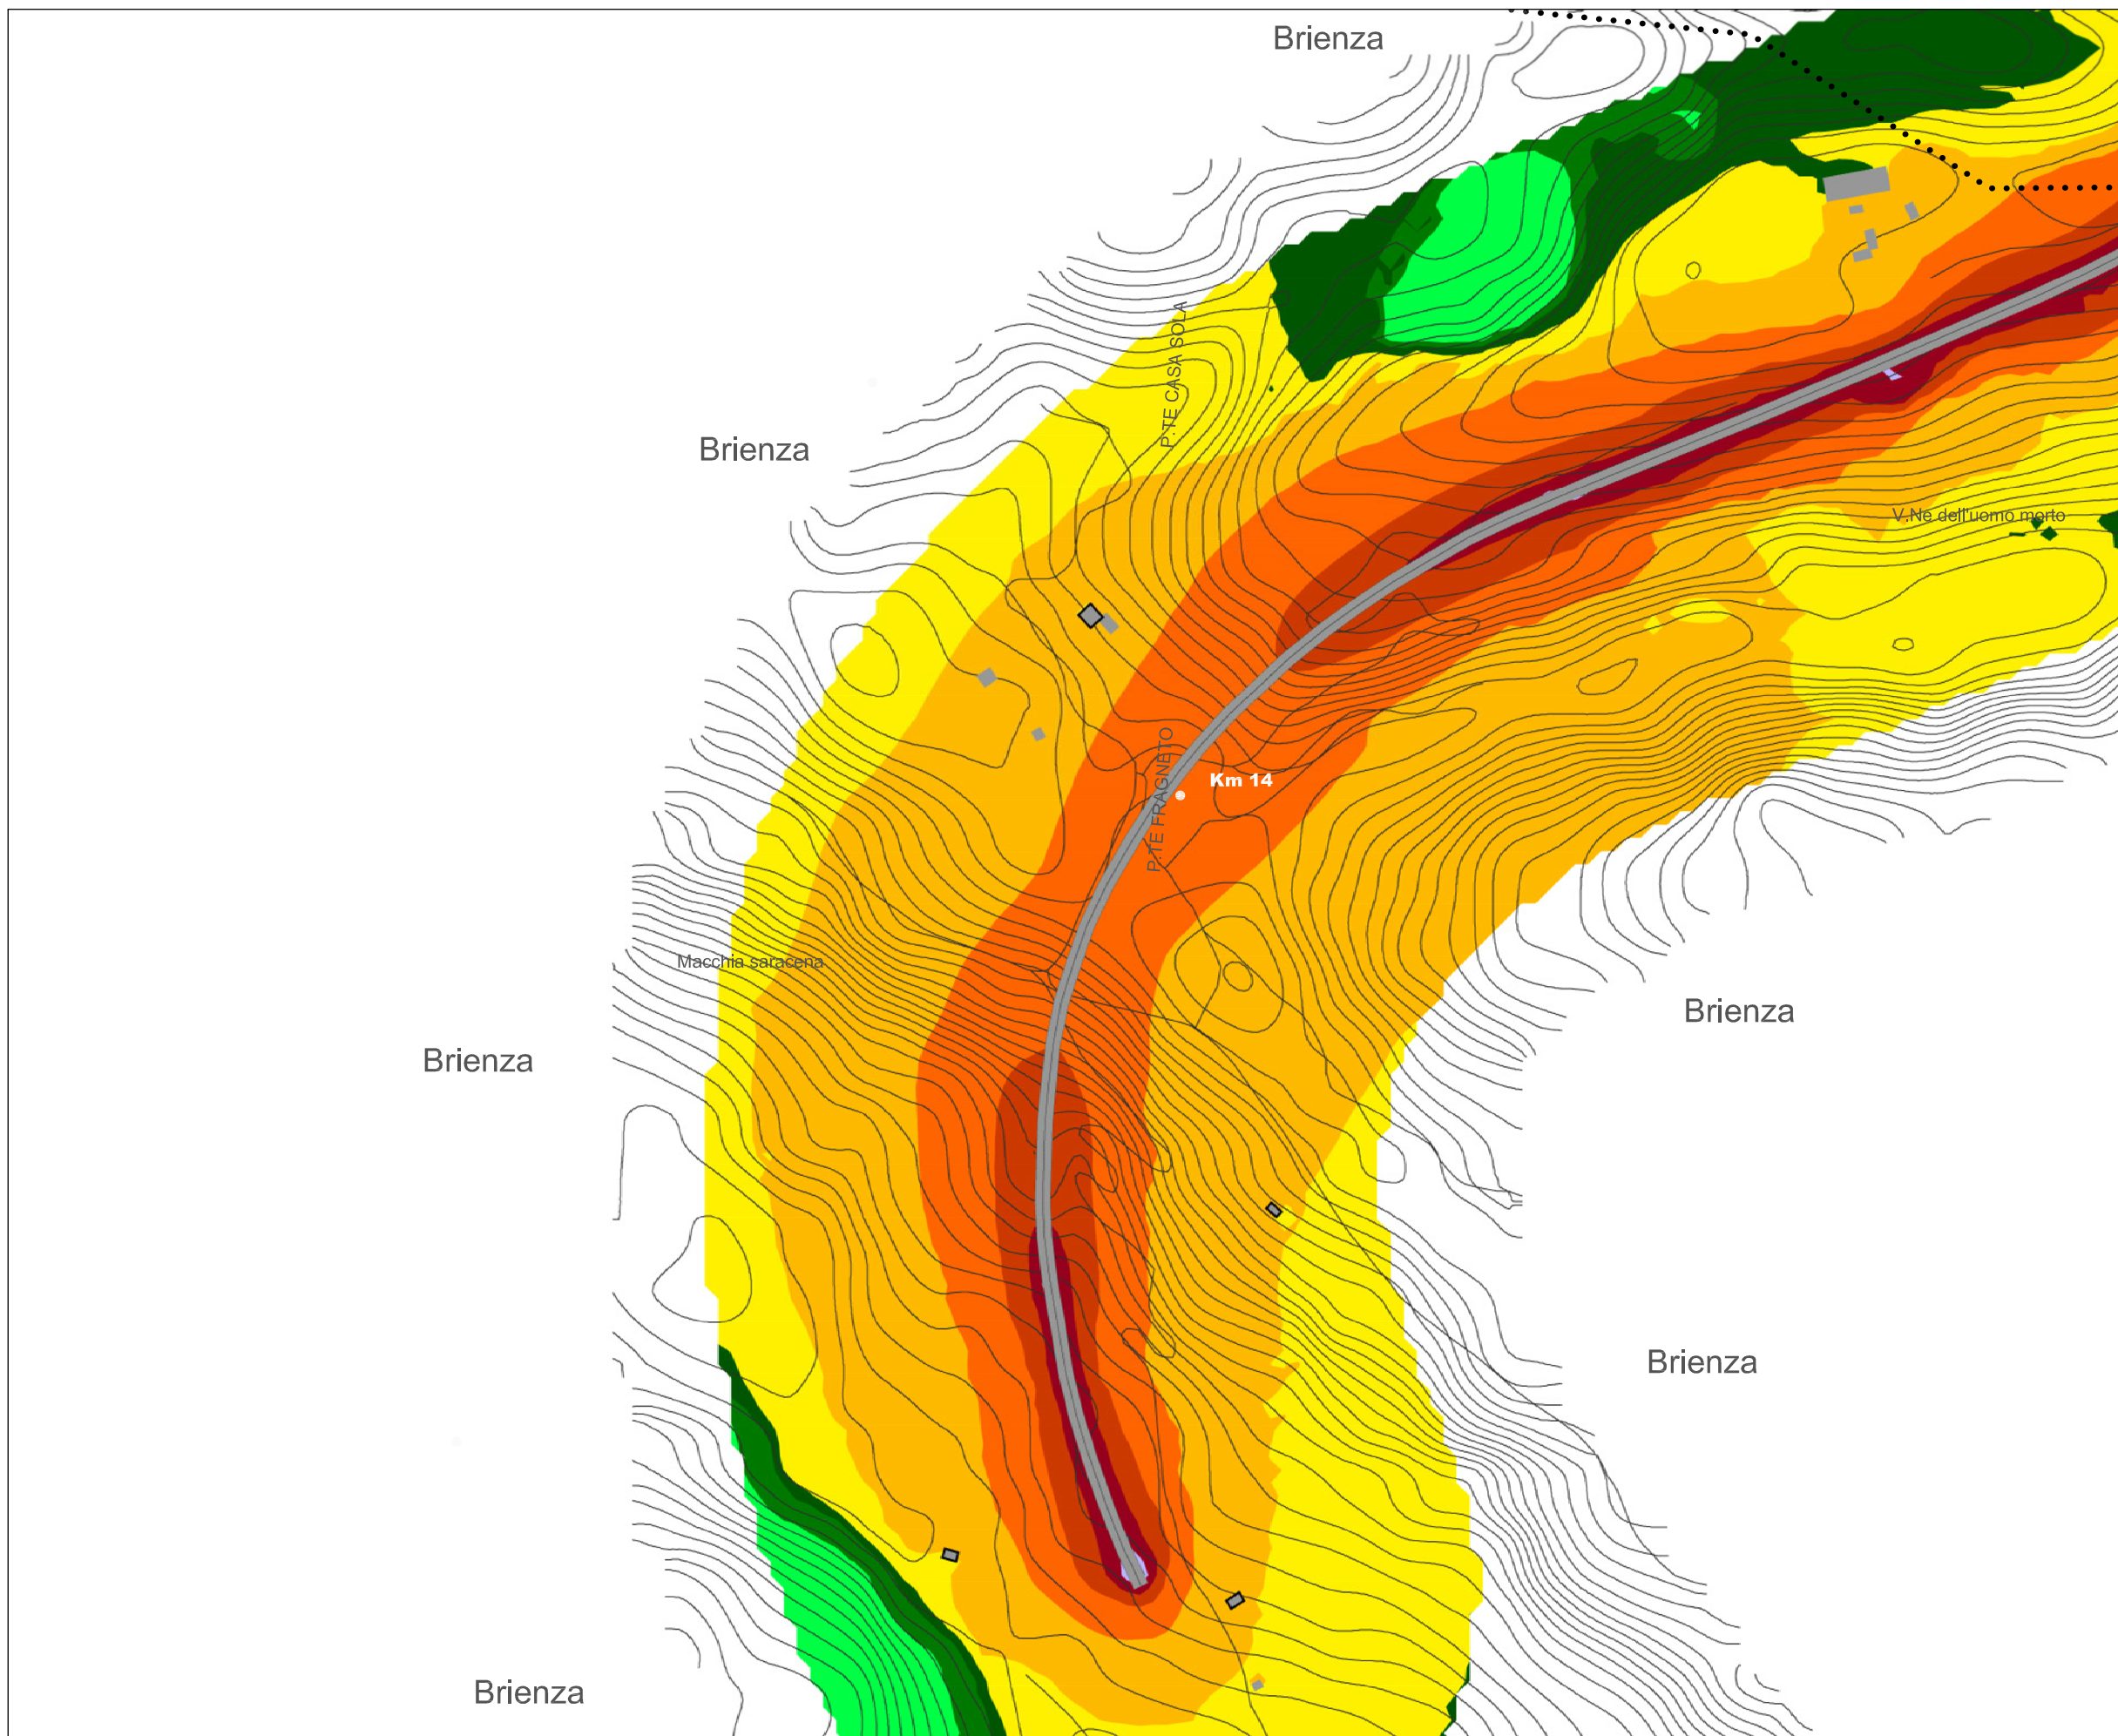 Brienza
P.TE CASA SOLA
Brienza
V.Ne dell'uomo morto
P.TE FRAGNETO
Km 14
Macchia saracena
Brienza
Brienza
Brienza
Brienza